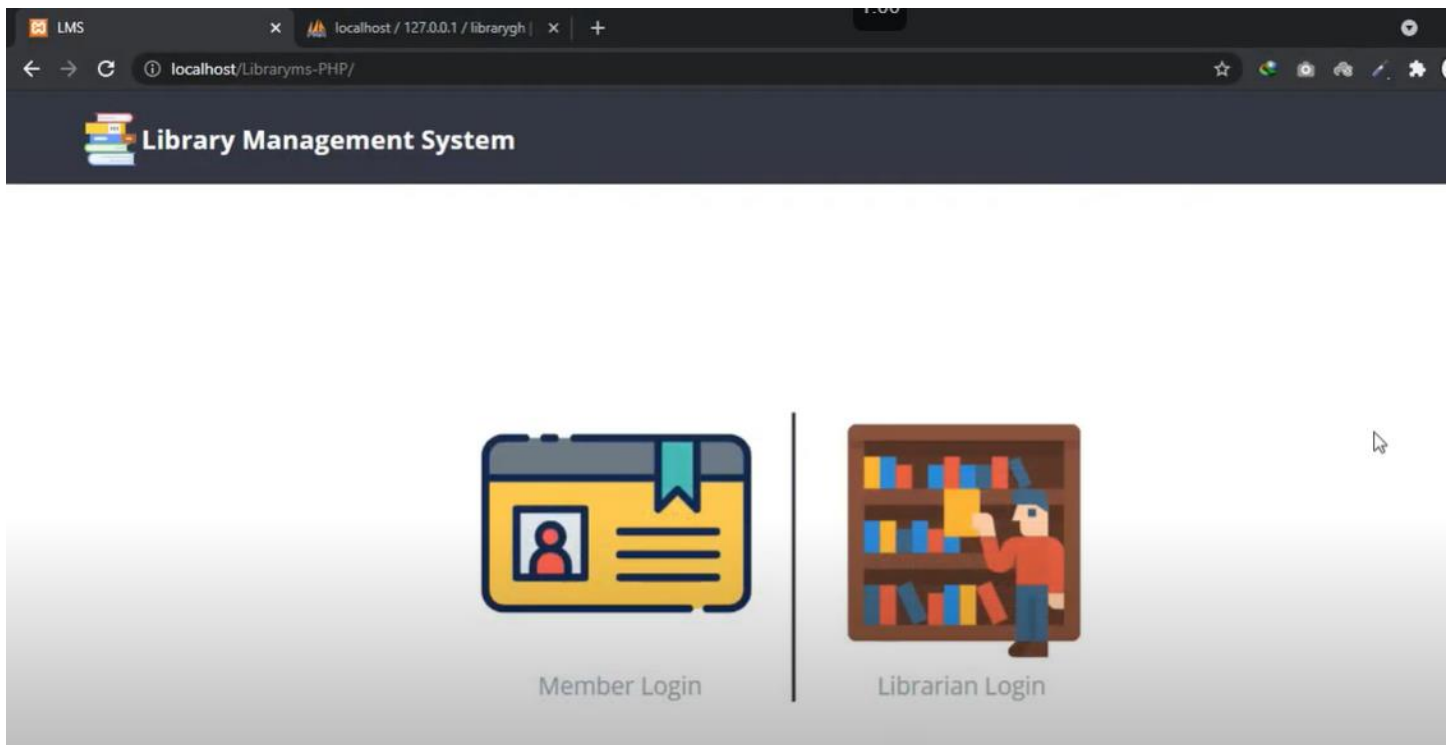 LMS
localhost / 127.0.0.1 / librarygh |
localhost/Libraryms-PHP/
Library Management System
Member Login
Librarian Login